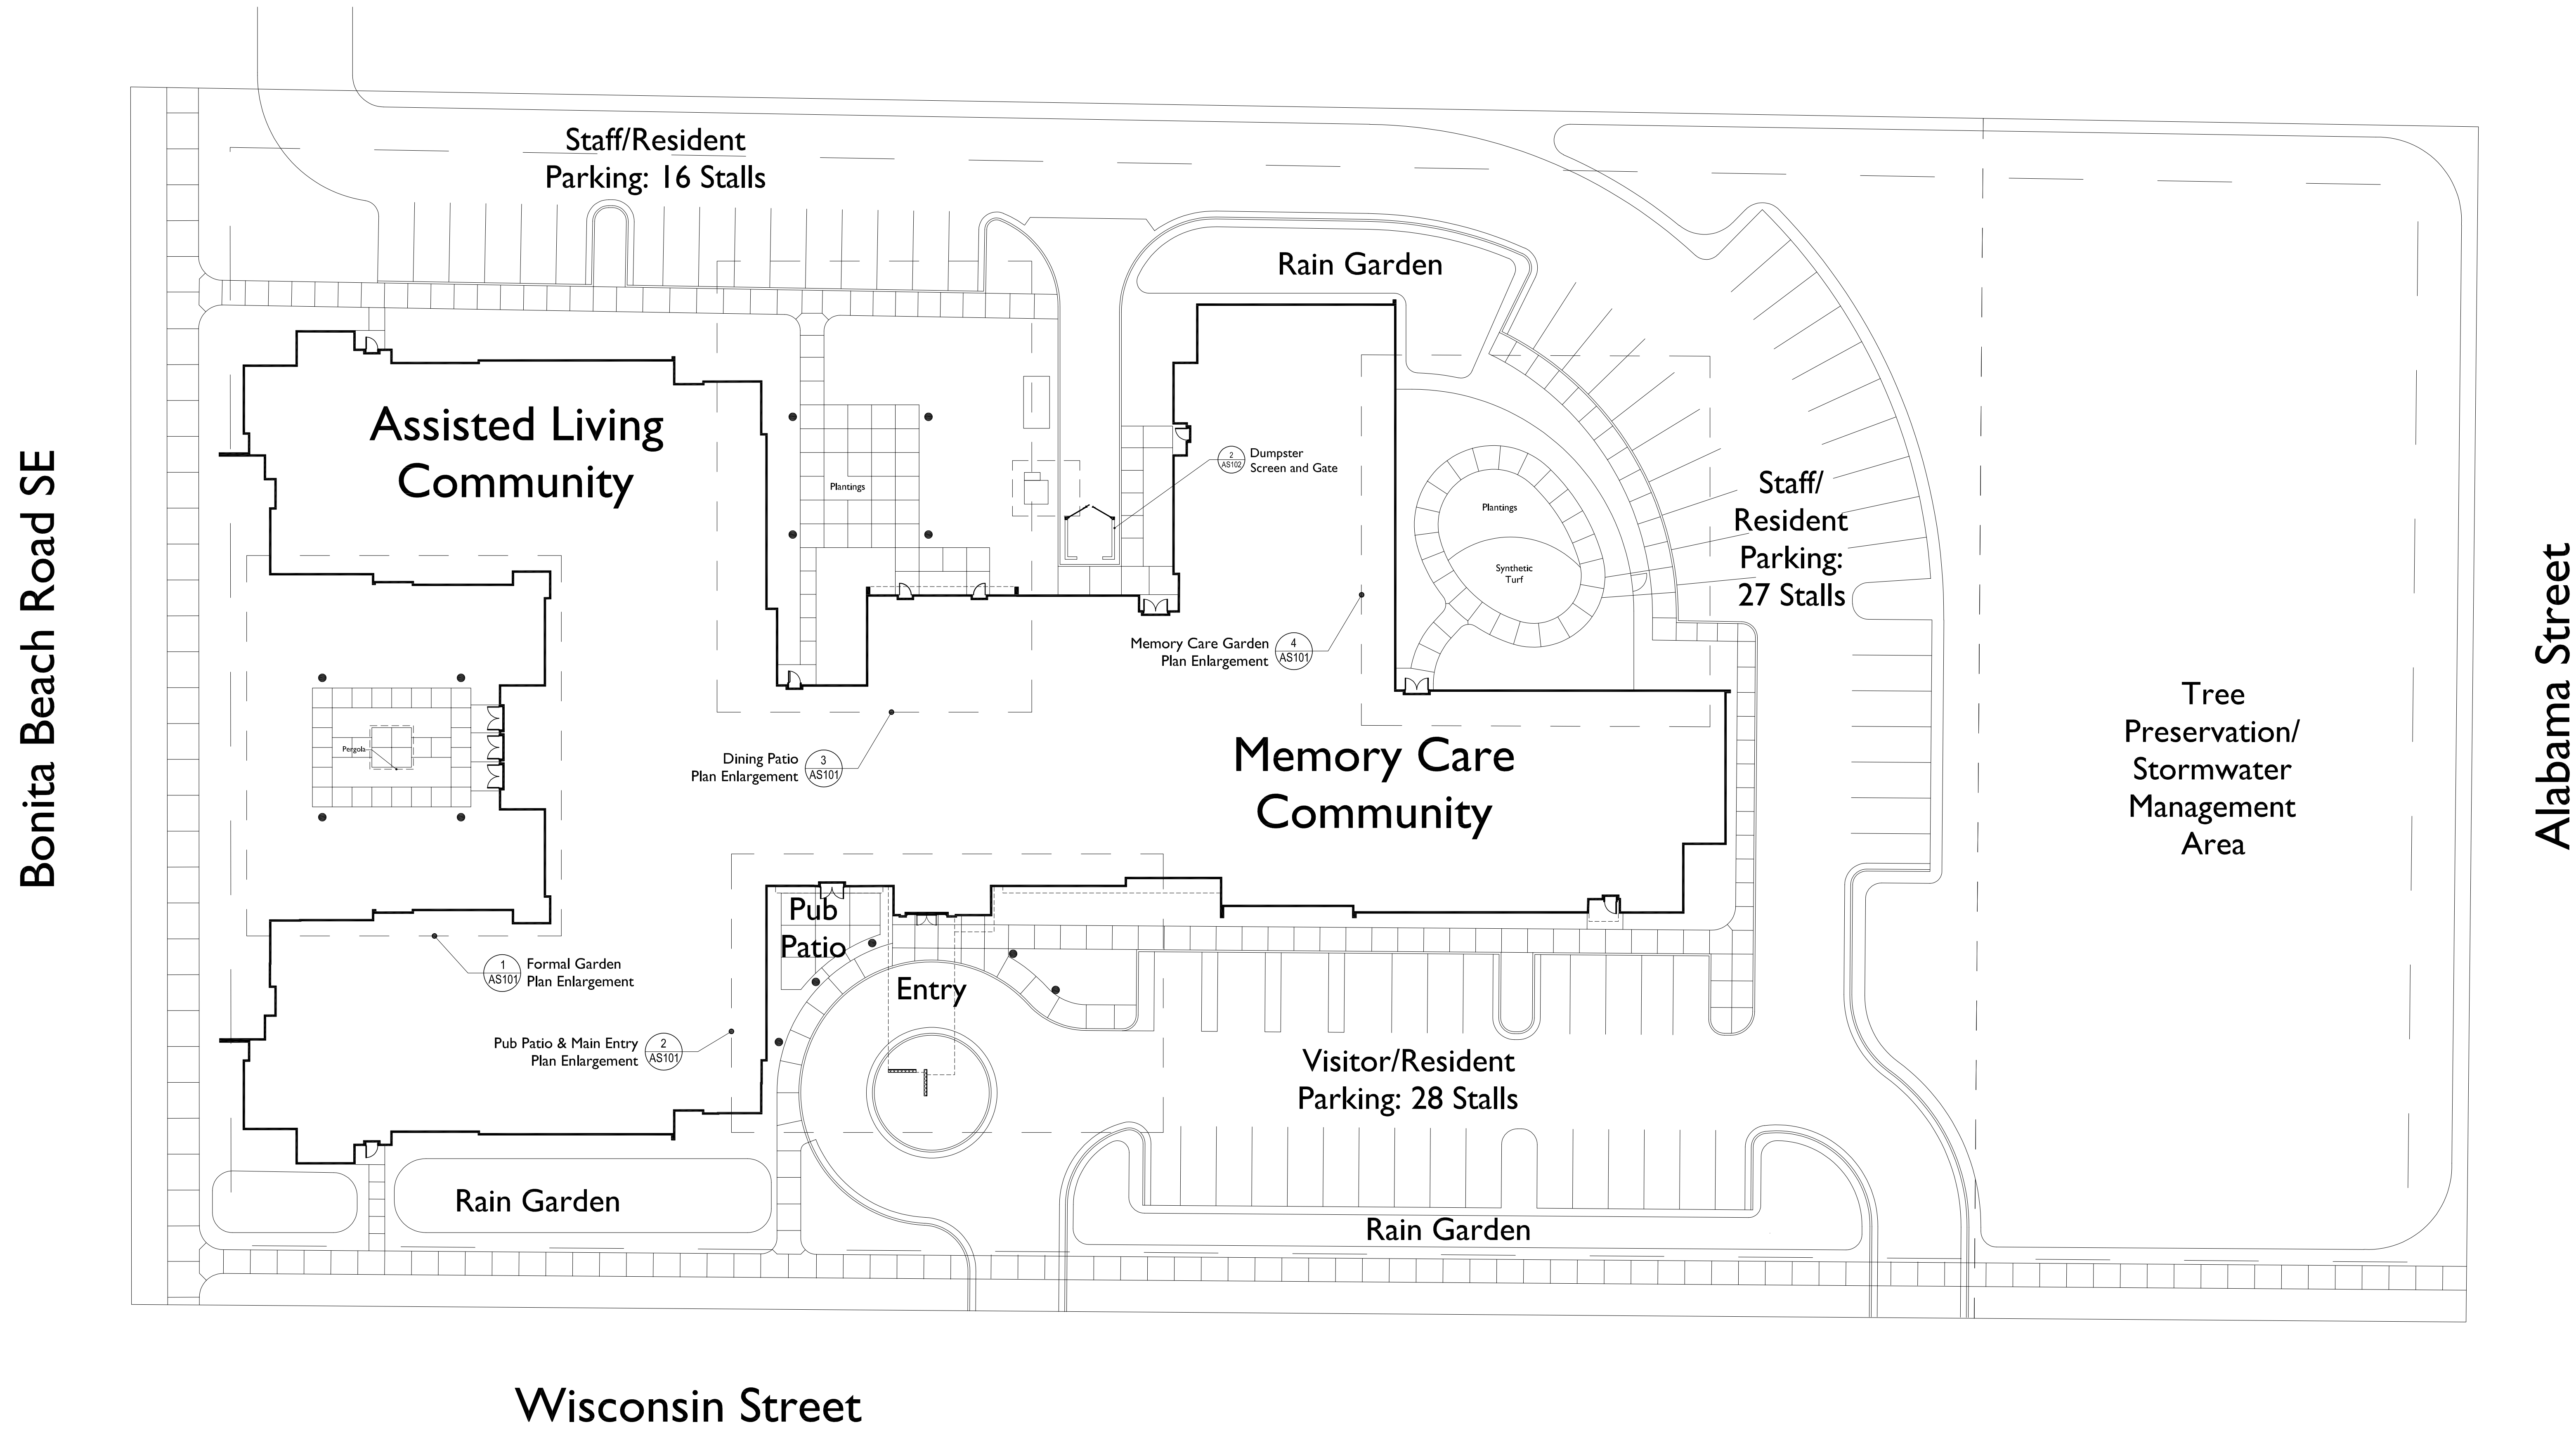 Staff/Resident
Parking: 16 Stalls
Rain Garden
Assisted Living
Community
Plantings
2
AS102
Dumpster
Screen and Gate
Plantings
Synthetic
Turf
Staff/
Resident
Parking:
27 Stalls
Bonita Beach Road SE
Alabama Street
Memory Care Garden
Plan Enlargement
4
AS101
Tree
Preservation/
Stormwater
Management
Area
Pergola
Dining Patio
Plan Enlargement
3
AS101
Memory Care
Community
Pub
Patio
Entry
1
AS101
Formal Garden
Plan Enlargement
Pub Patio & Main Entry
Plan Enlargement
2
AS101
Visitor/Resident
Parking: 28 Stalls
Rain Garden
Rain Garden
Wisconsin Street